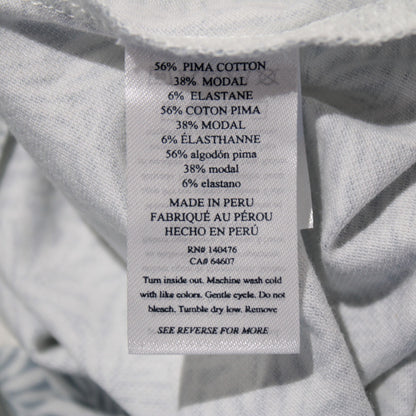 56% PIMA COTTON
38% MODAL
6% ELASTANE
56% COTON PIMA
38% MODAL
6% ÉLASTHANNE
56% algodón pima
38% modal
6% elastano
MADE IN PERU
FABRIQUÉ AU PÉROU
HECHO EN PERÚ
RN# 140476
CA# 64607
Turn inside out. Machine wash cold
with like colors. Gentle cycle. Do not
bleach. Tumble dry low. Remove
SEE REVERSE FOR MORE